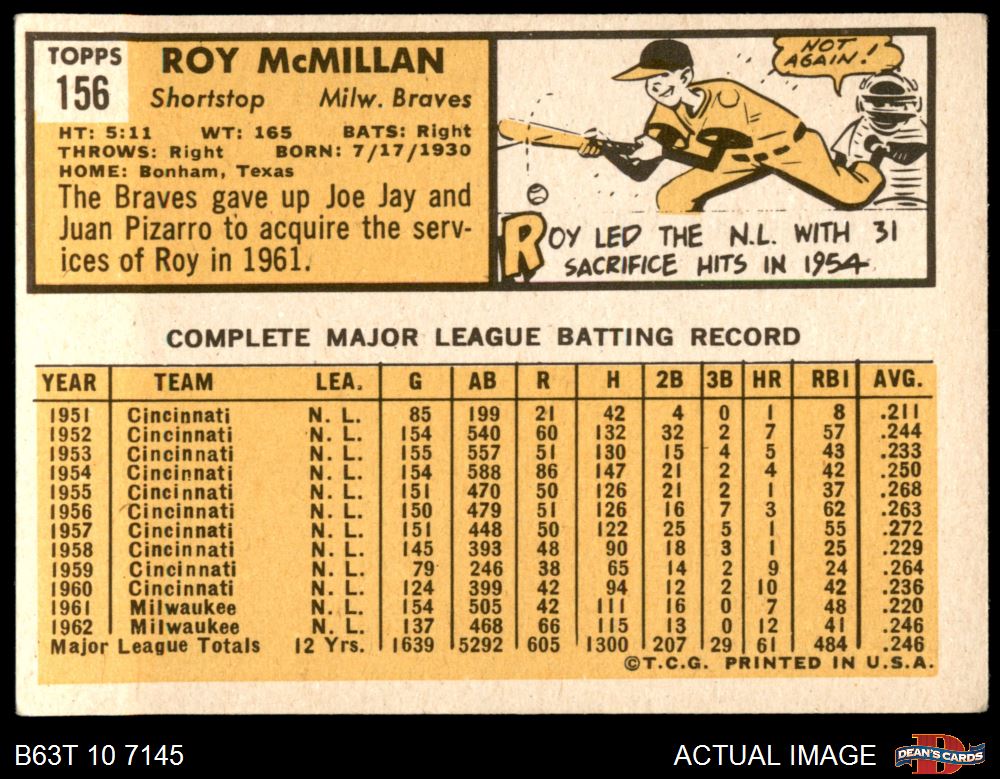 TOPPS
156
ROY McMILLAN
Shortstop Milw. Braves
HT: 5:11 WT: 165 BATS: Right
THROWS: Right BORN: 7/17/1930
HOME: Bonham, Texas
The Braves gave up Joe Jay and
Juan Pizarro to acquire the serv-
ices of Roy in 1961.
NOT
AGAIN!
ROY LED THE N.L. WITH 31
SACRIFICE HITS IN 1954
COMPLETE MAJOR LEAGUE BATTING RECORD
YEAR TEAM LEA. G AB R H 2B 3B HR RBI AVG.
1951 Cincinnati N. L. 85 199 21 42 4 0 1 8 .211
1952 Cincinnati N. L. 154 540 60 132 32 2 7 57 .244
1953 Cincinnati N. L. 155 557 51 130 15 4 5 43 .233
1954 Cincinnati N. L. 154 588 86 147 21 2 4 42 .250
1955 Cincinnati N. L. 151 470 50 126 21 2 1 37 .268
1956 Cincinnati N. L. 150 479 51 126 16 7 3 62 .263
1957 Cincinnati N. L. 151 448 50 122 25 5 1 55 .272
1958 Cincinnati N. L. 145 393 48 90 18 3 1 25 .229
1959 Cincinnati N. L. 79 246 38 65 14 2 9 24 .264
1960 Cincinnati N. L. 124 399 42 94 12 2 10 42 .236
1961 Milwaukee N. L. 154 505 42 111 16 0 7 48 .220
1962 Milwaukee N. L. 137 468 66 115 13 0 12 41 .246
Major League Totals 12 Yrs. 1639 5292 605 1300 207 29 61 484 .246
©T.C.G. PRINTED IN U.S.A.
B63T 10 7145 ACTUAL IMAGE
D
DEAN'S CARDS